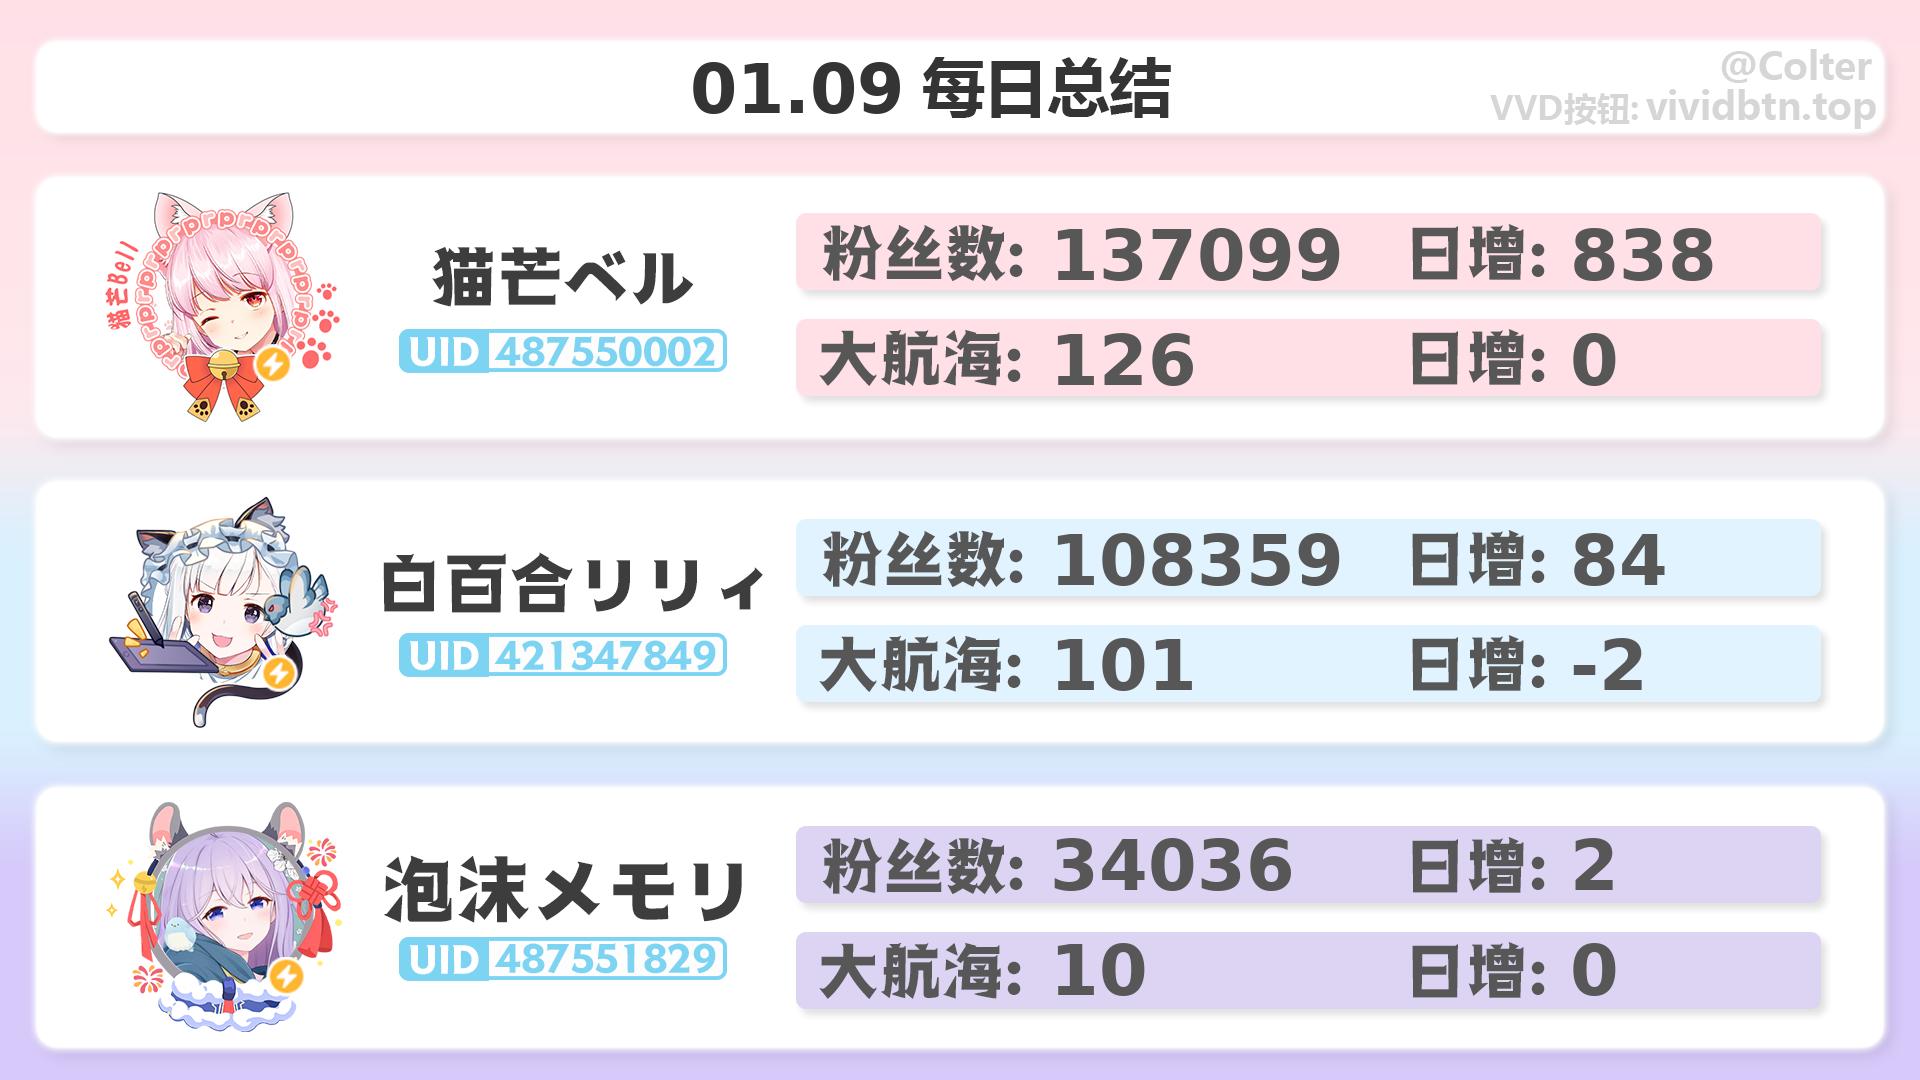 01.09 每日总结
@Colter
VVD按钮: vividbtn.top
猫芒Bell
prprprprprprprpr
猫芒ベル
UID 487550002
粉丝数: 137099 日增: 838
大航海: 126 日增: 0
白百合リリィ
UID 421347849
粉丝数: 108359 日增: 84
大航海: 101 日增: -2
泡沫メモリ
UID 487551829
粉丝数: 34036 日增: 2
大航海: 10 日增: 0